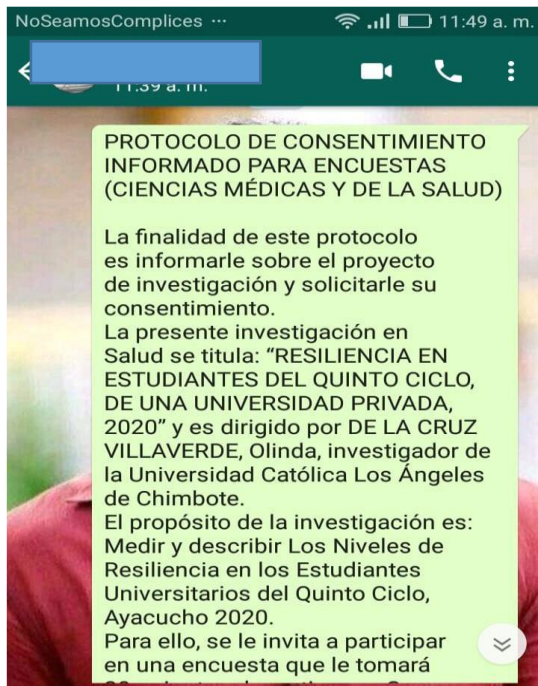 NoSeamosComplices ··· 11:49 a. m.
11:39 a. m.
PROTOCOLO DE CONSENTIMIENTO
INFORMADO PARA ENCUESTAS
(CIENCIAS MÉDICAS Y DE LA SALUD)
La finalidad de este protocolo
es informarle sobre el proyecto
de investigación y solicitarle su
consentimiento.
La presente investigación en
Salud se titula: “RESILIENCIA EN
ESTUDIANTES DEL QUINTO CICLO,
DE UNA UNIVERSIDAD PRIVADA,
2020” y es dirigido por DE LA CRUZ
VILLAVERDE, Olinda, investigador de
la Universidad Católica Los Ángeles
de Chimbote.
El propósito de la investigación es:
Medir y describir Los Niveles de
Resiliencia en los Estudiantes
Universitarios del Quinto Ciclo,
Ayacucho 2020.
Para ello, se le invita a participar
en una encuesta que le tomará